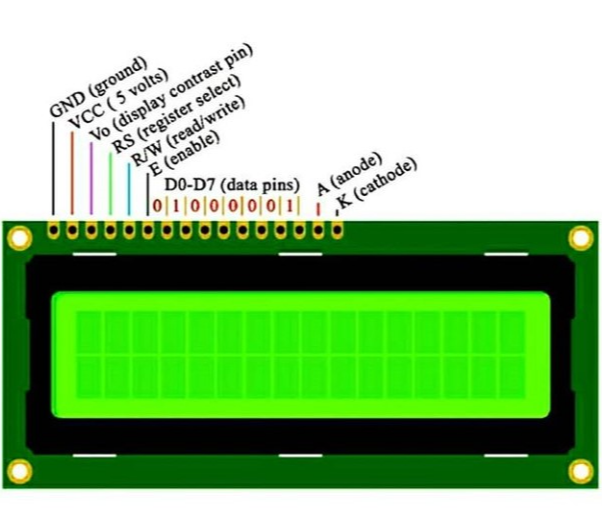 GND (ground)
VCC ( 5 volts)
Vo (display contrast pin)
RS (register select)
R/W (read/write)
E (enable)
D0-D7 (data pins)
0 1 0 0 0 0 0 1
A (anode)
K (cathode)